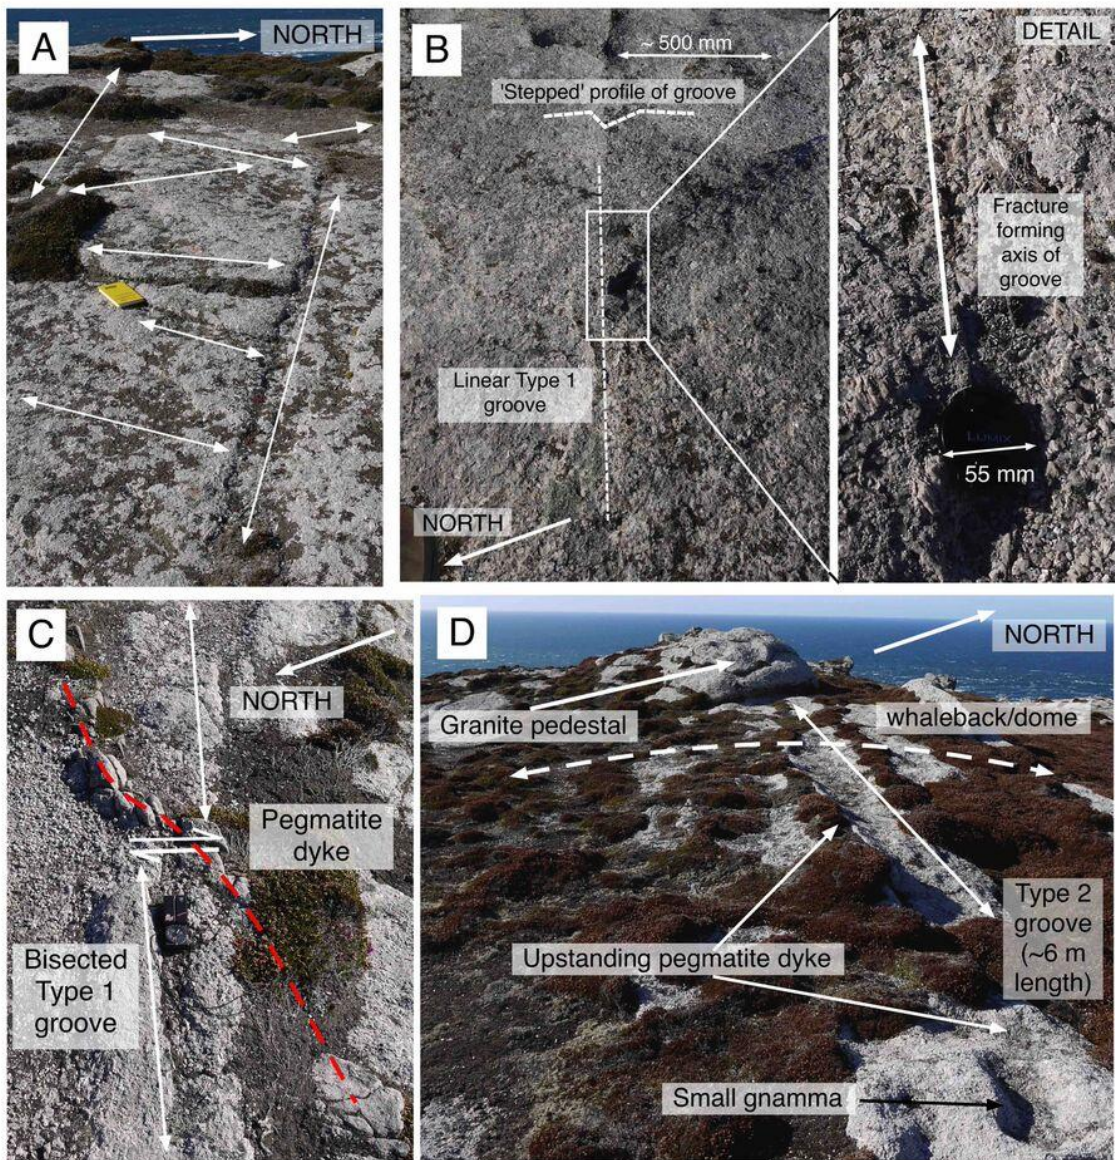 A
NORTH
B
~ 500 mm
'Stepped' profile of groove
Linear Type 1
groove
NORTH
DETAIL
Fracture
forming
axis of
groove
LUMIX
55 mm
C
NORTH
Pegmatite
dyke
Bisected
Type 1
groove
D
NORTH
Granite pedestal
whaleback/dome
Type 2
groove
(~6 m
length)
Upstanding pegmatite dyke
Small gnamma